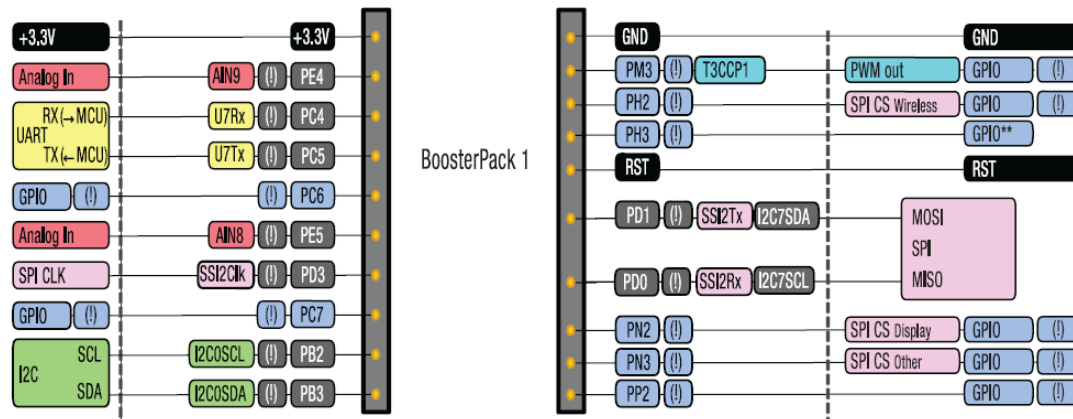 +3.3V +3.3V
Analog In AIN9 (!) PE4
RX(→MCU) U7Rx (!) PC4
UART
TX(←MCU) U7Tx (!) PC5
GPIO (!) (!) PC6
Analog In AIN8 (!) PE5
SPI CLK SSI2Clk (!) PD3
GPIO (!) (!) PC7
SCL I2C0SCL (!) PB2
I2C
SDA I2C0SDA (!) PB3
BoosterPack 1
GND GND
PM3 (!) T3CCP1 PWM out GPIO (!)
PH2 (!) SPI CS Wireless GPIO (!)
PH3 (!) GPIO**
RST RST
PD1 (!) SSI2Tx I2C7SDA MOSI
SPI
PD0 (!) SSI2Rx I2C7SCL MISO
PN2 (!) SPI CS Display GPIO (!)
PN3 (!) SPI CS Other GPIO (!)
PP2 (!) GPIO (!)